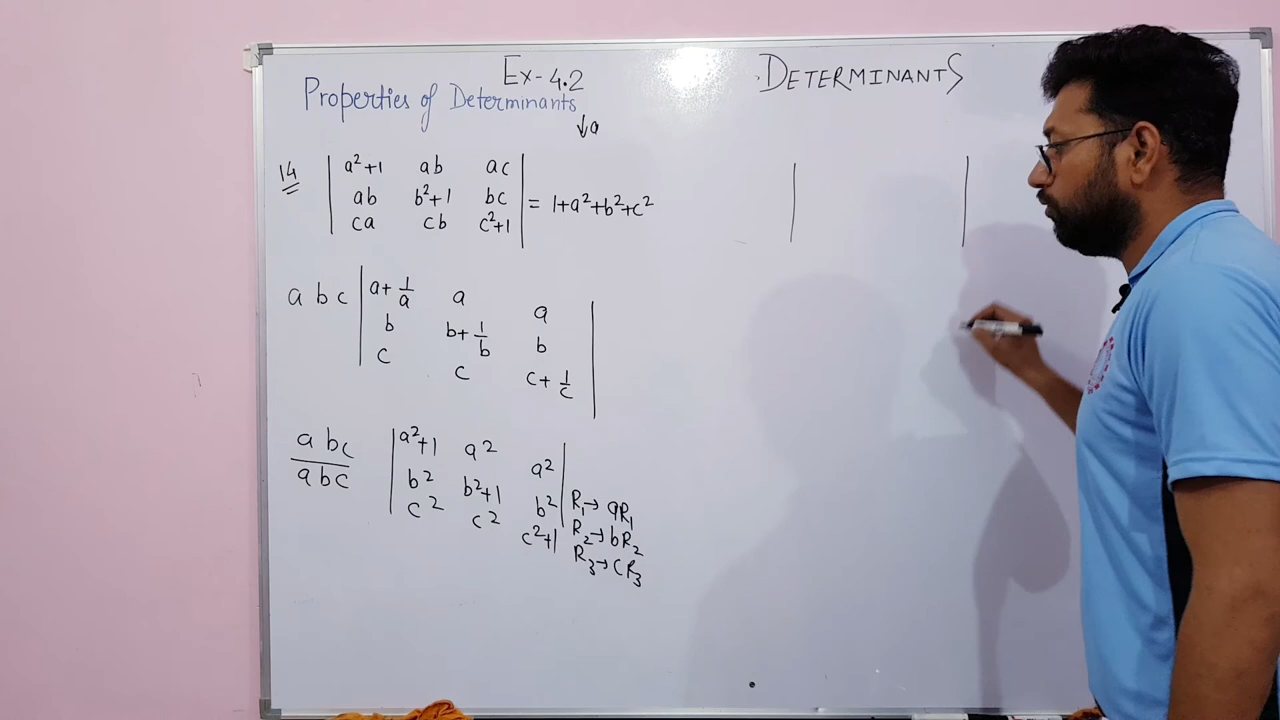 Ex-4.2
DETERMINANTS
Properties of Determinants
↓a
14
| a²+1 ab ac |
| ab b²+1 bc | = 1+a²+b²+c²
| ca cb c²+1 |
a b c | a+1/a a a |
| b b+1/b b |
| c c c+1/c |
a bc / a bc | a²+1 a² a² |
| b² b²+1 b² | R₁→aR₁
| c² c² c²+1 | R₂→bR₂
R₃→cR₃